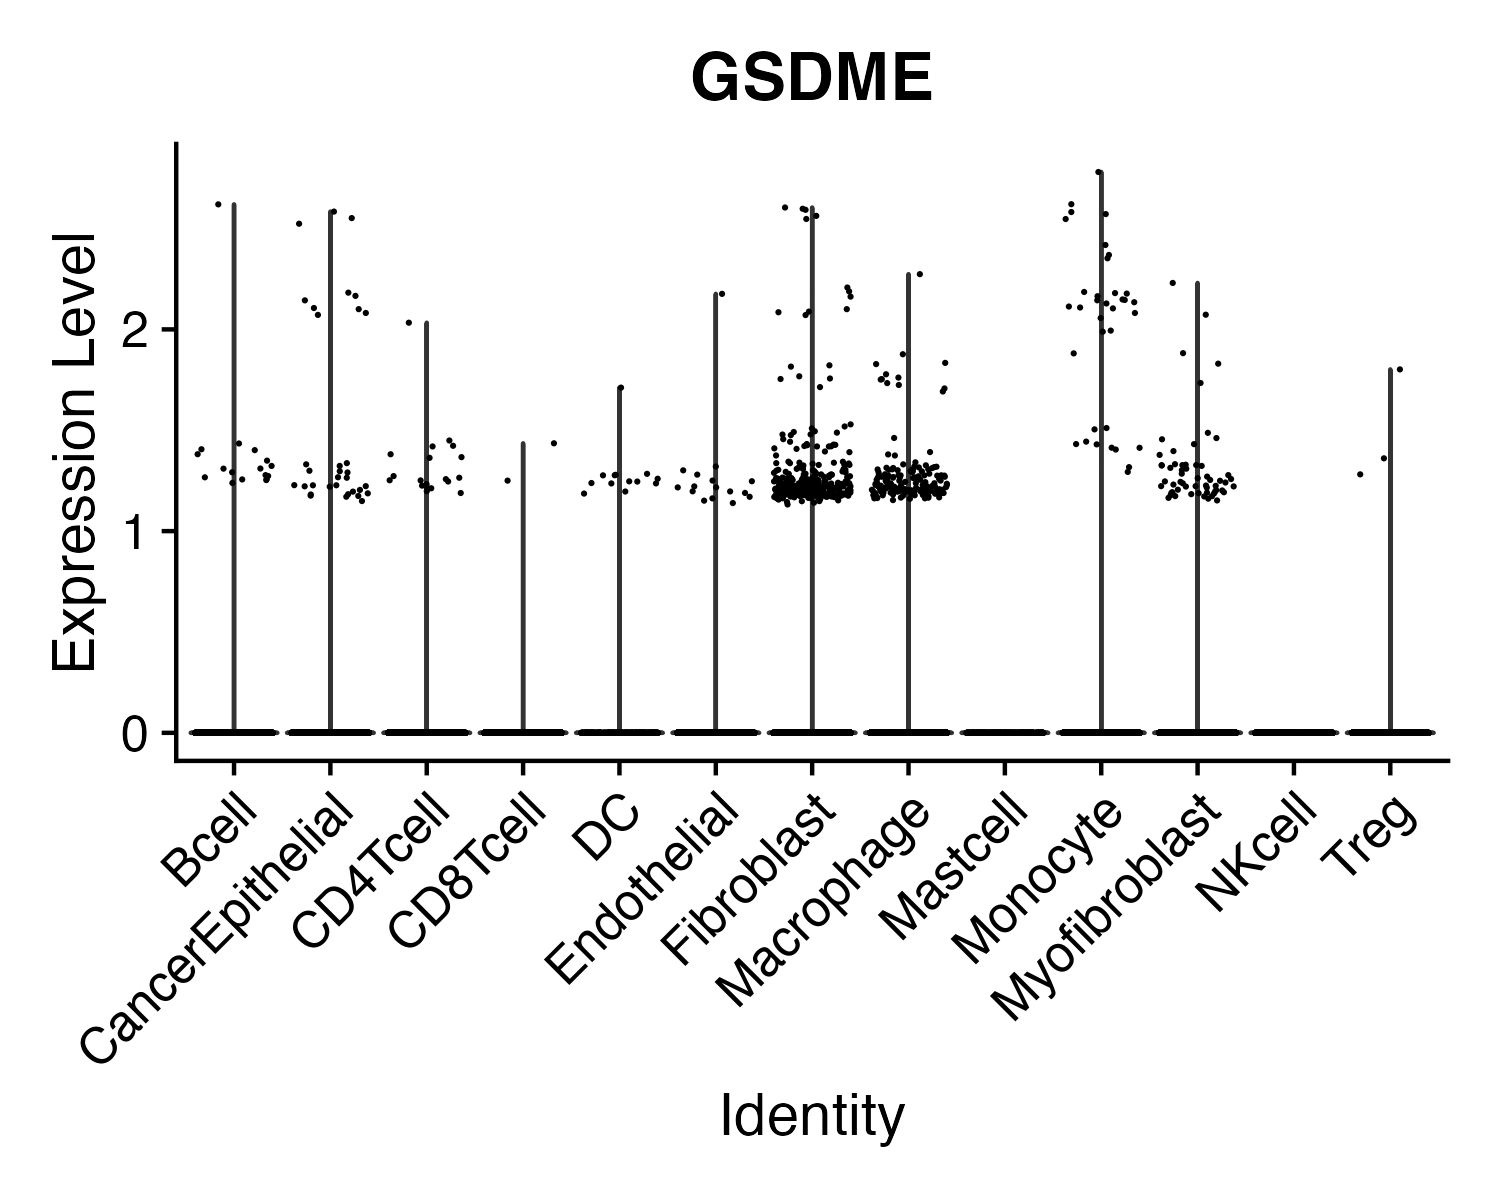 GSDME
Expression Level
2
1
0
Bcell
CancerEpithelial
CD4Tcell
CD8Tcell
DC
Endothelial
Fibroblast
Macrophage
Mastcell
Monocyte
Myofibroblast
NKcell
Treg
Identity